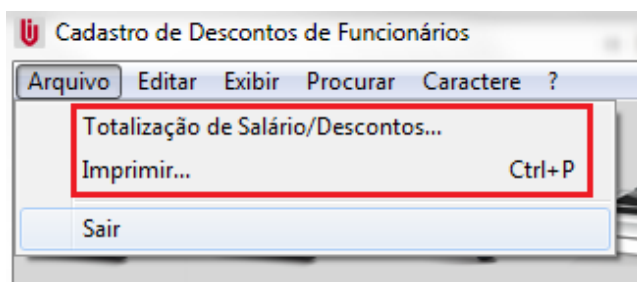 Cadastro de Descontos de Funcionários
Arquivo Editar Exibir Procurar Caractere ?
Totalização de Salário/Descontos...
Imprimir... Ctrl+P
Sair